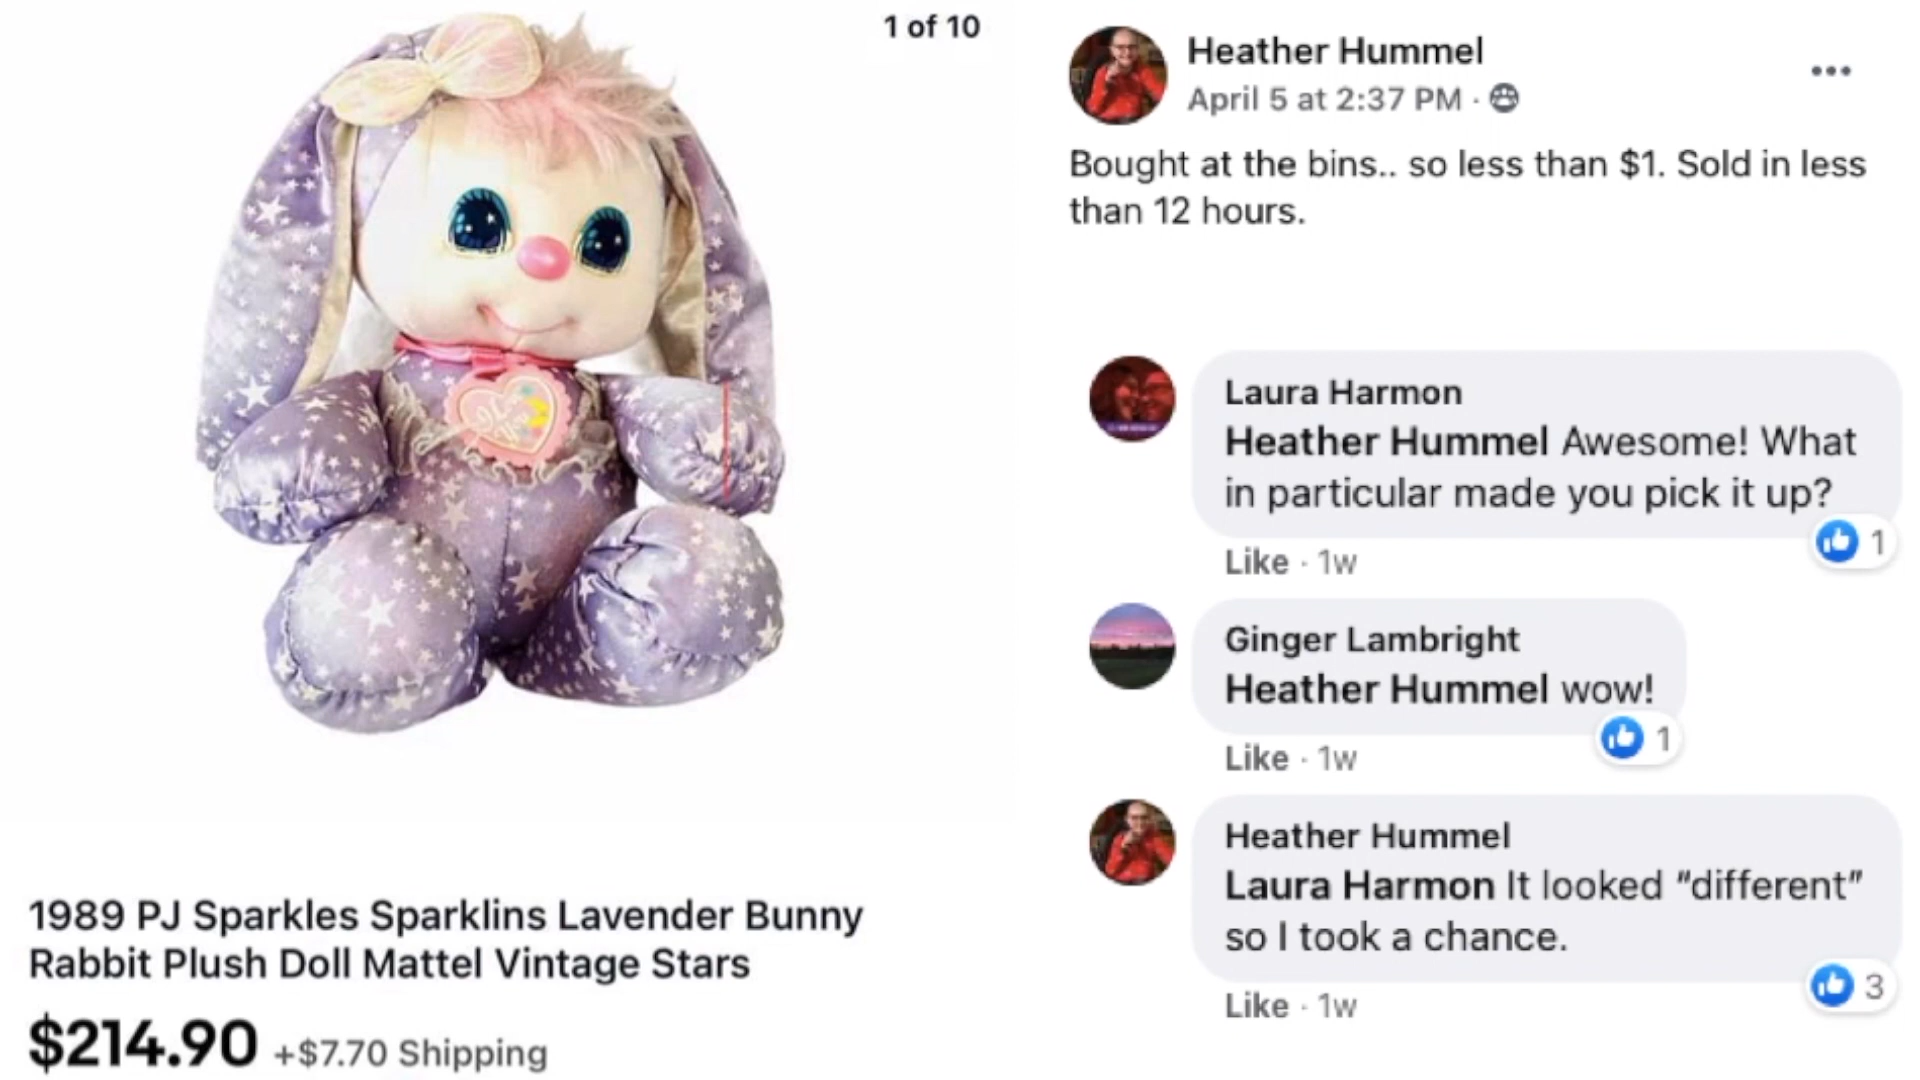 1 of 10
1989 PJ Sparkles Sparklins Lavender Bunny
Rabbit Plush Doll Mattel Vintage Stars
$214.90 +$7.70 Shipping
Heather Hummel
April 5 at 2:37 PM ·
Bought at the bins.. so less than $1. Sold in less
than 12 hours.
Laura Harmon
Heather Hummel Awesome! What
in particular made you pick it up?
1
Like · 1w
Ginger Lambright
Heather Hummel wow!
1
Like · 1w
Heather Hummel
Laura Harmon It looked "different"
so I took a chance.
3
Like · 1w